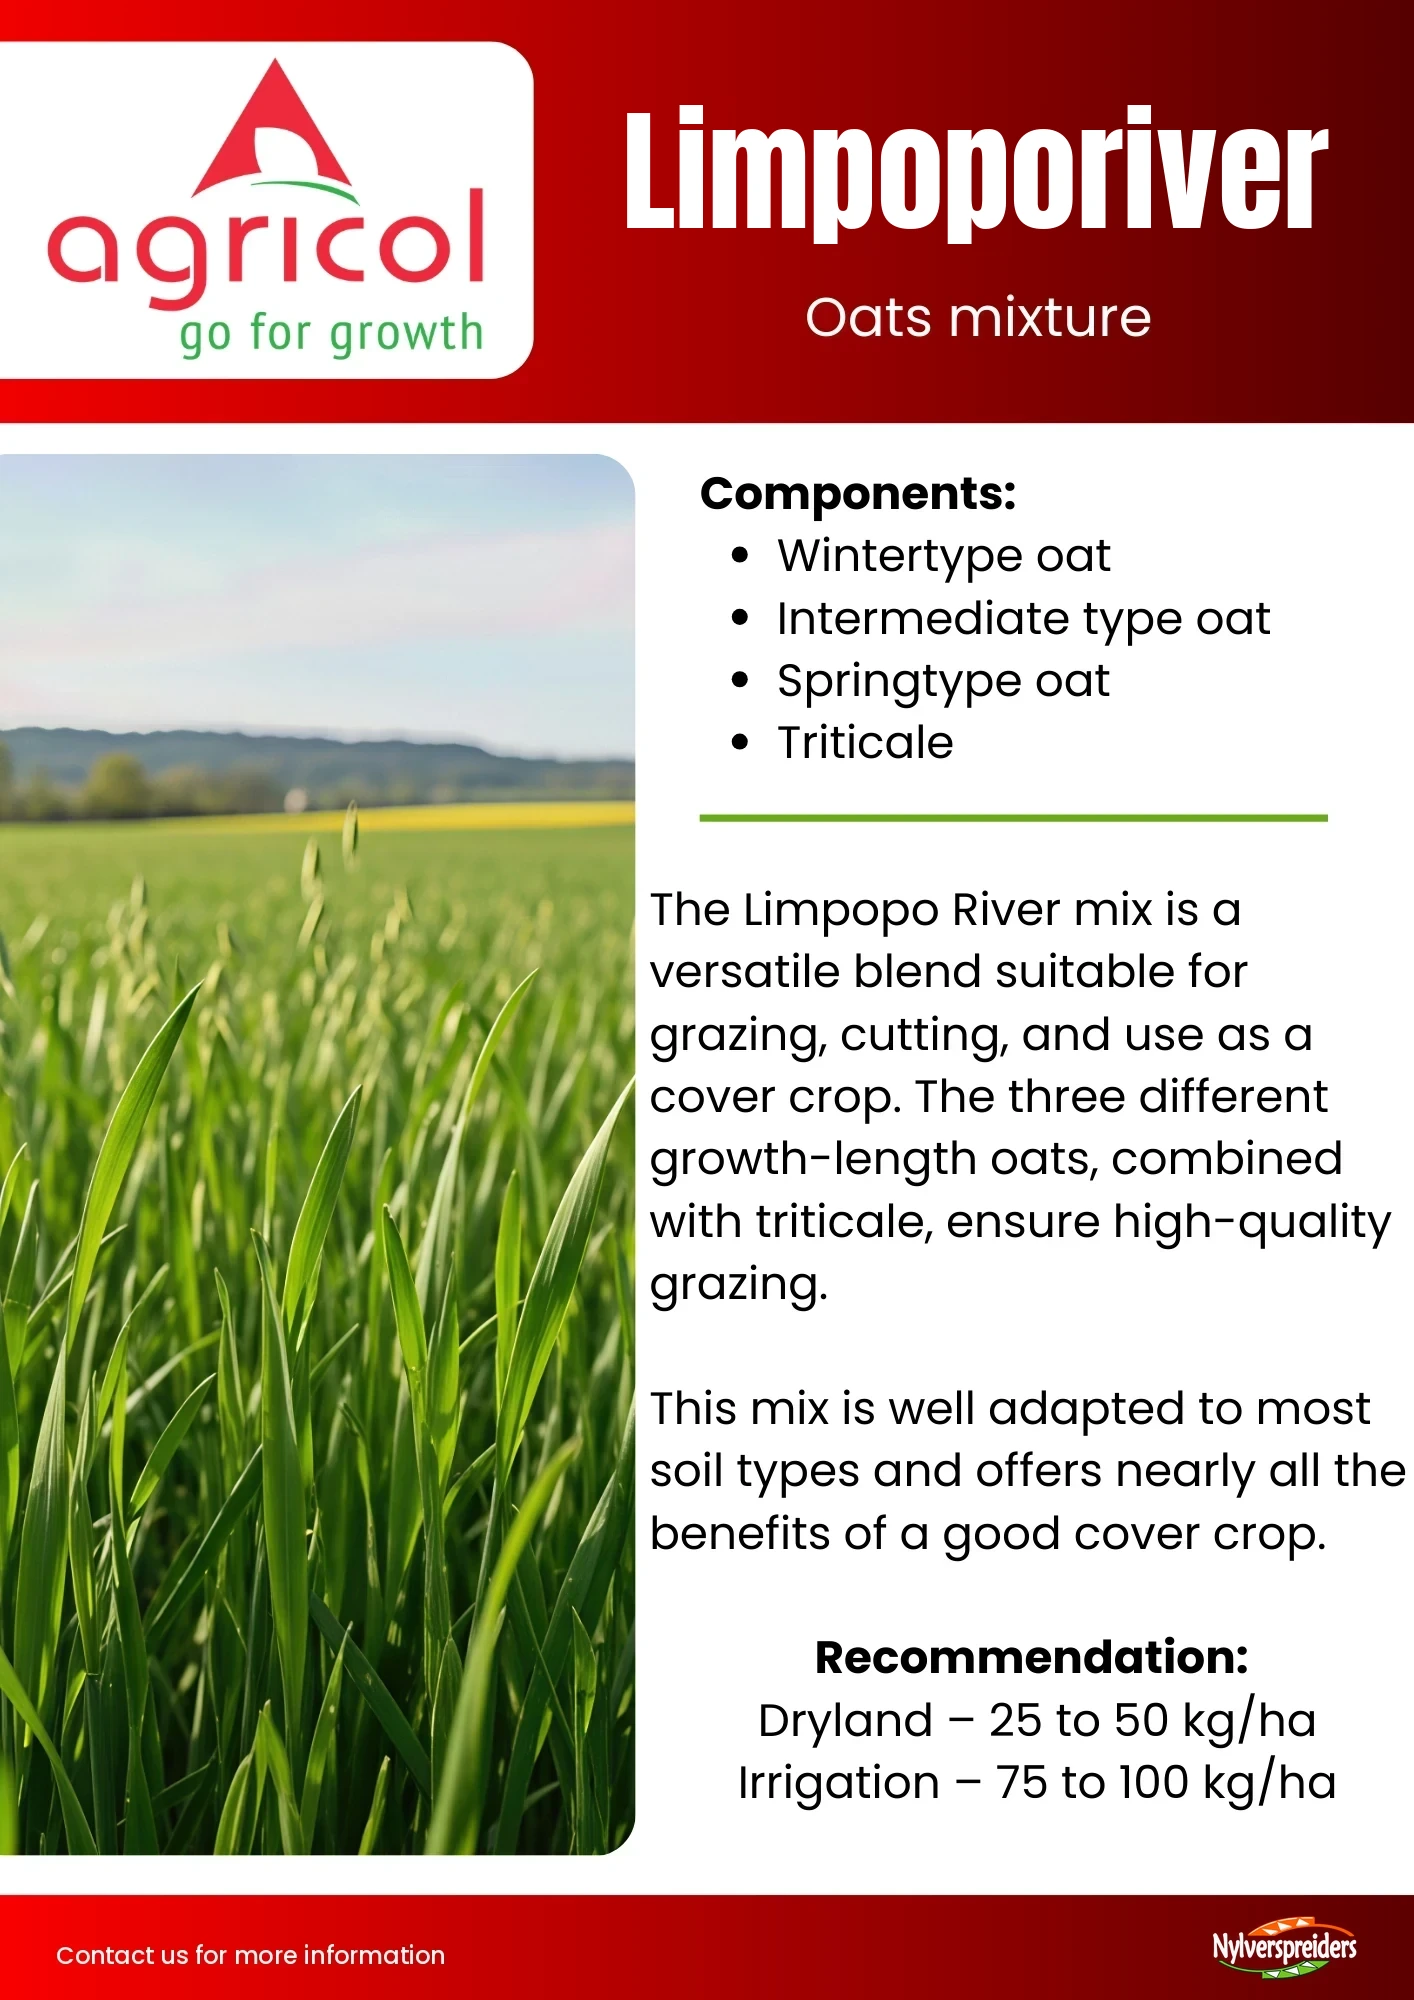 agricol
go for growth
Limpoporiver
Oats mixture
Components:
• Wintertype oat
• Intermediate type oat
• Springtype oat
• Triticale
The Limpopo River mix is a
versatile blend suitable for
grazing, cutting, and use as a
cover crop. The three different
growth-length oats, combined
with triticale, ensure high-quality
grazing.
This mix is well adapted to most
soil types and offers nearly all the
benefits of a good cover crop.
Recommendation:
Dryland – 25 to 50 kg/ha
Irrigation – 75 to 100 kg/ha
Contact us for more information
Nylverspreiders